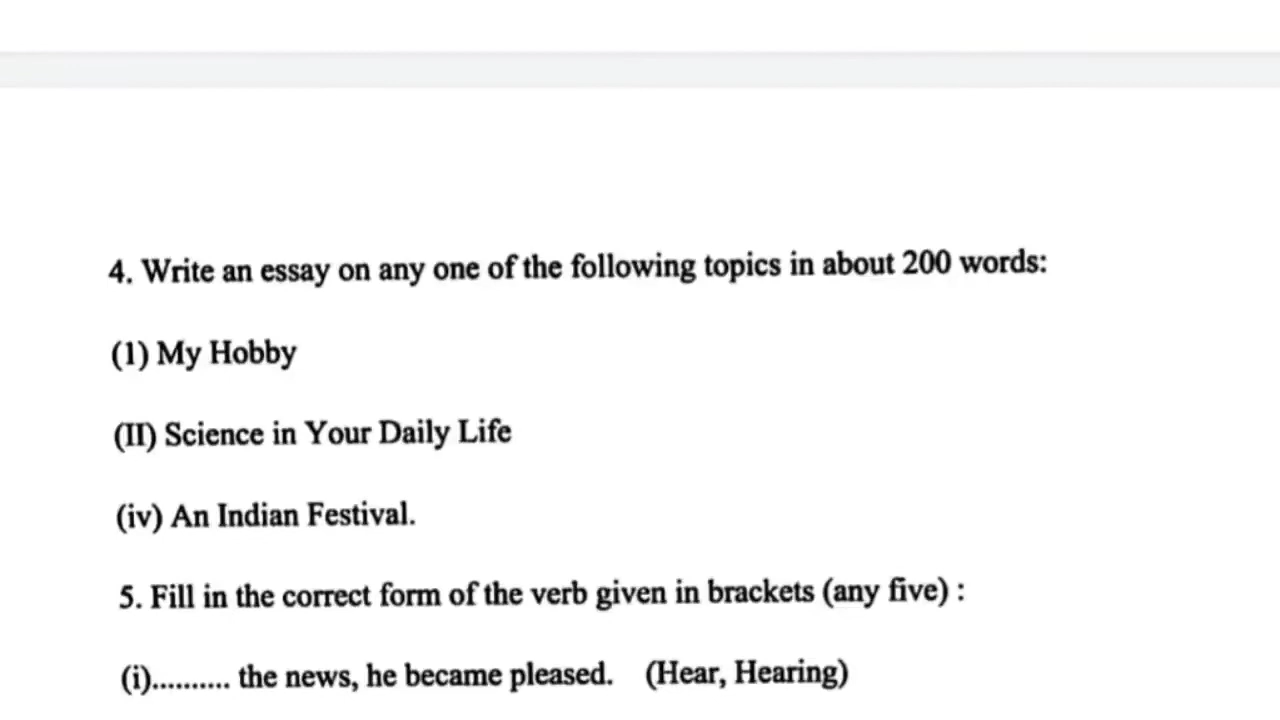 4. Write an essay on any one of the following topics in about 200 words:
(1) My Hobby
(II) Science in Your Daily Life
(iv) An Indian Festival.
5. Fill in the correct form of the verb given in brackets (any five) :
(i).......... the news, he became pleased. (Hear, Hearing)